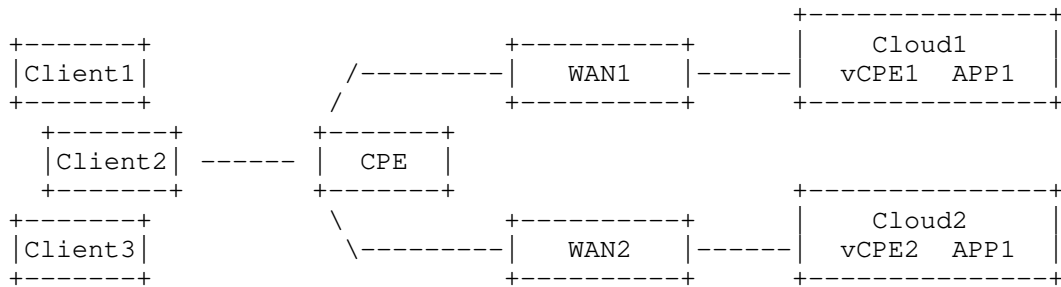 Cloud1
Client1 WAN1 vCPE1 APP1
Client2 CPE
Cloud2
Client3 WAN2 vCPE2 APP1